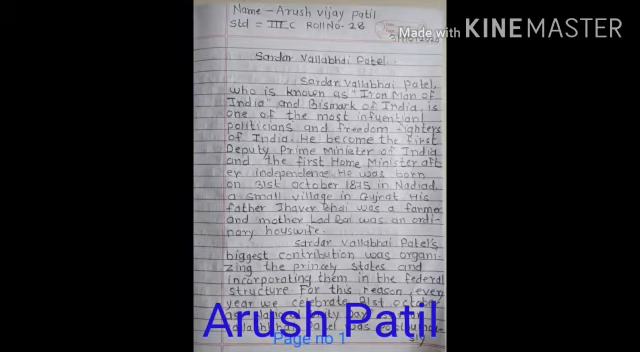 Name - Arush vijay patil
Std = III C Roll No. 28
Made with KINEMASTER
Sardar Vallabhai Patel.
Sardar Vallabhai Patel,
who is known as "Iron Man of
India" and Bismark of India, is
one of the most infuential
politicians and freedom fighters
of India. He become the first
Deputy Prime Minister of India
and the first Home Minister aft
er independence. He was born
on 31st october 1875 in Nadiad,
a small village in Gujrat His
father Jhaver Bhai was a farmer
and mother Lad Bai was an ordi-
nary houswife.
Sardar Vallabhai Patel's
biggest contribution was organi-
zing the princely states and
incorporating them in the federal
structure For this reason, every
year we celebrate 31st october
Arush Patil
Page no 1